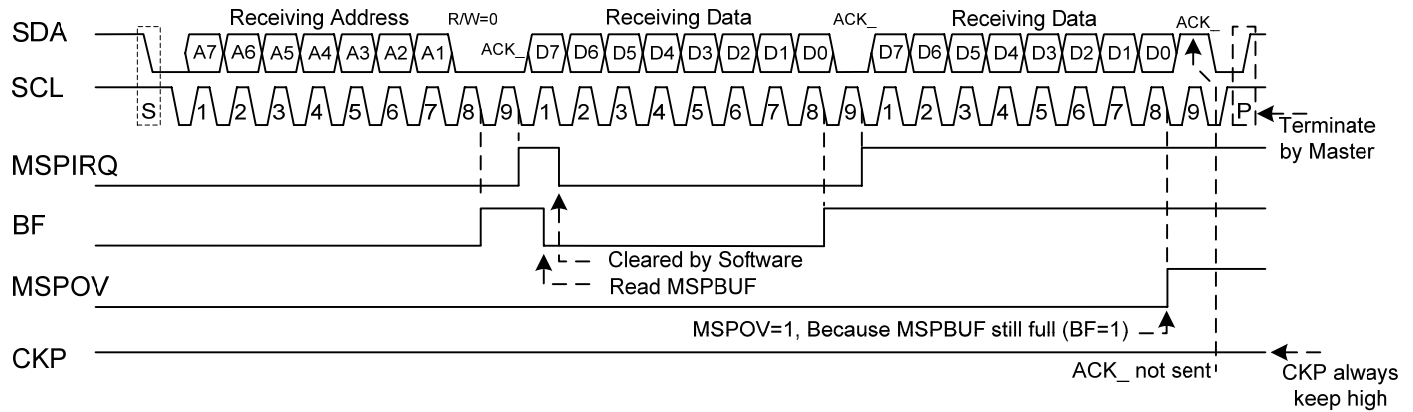 Receiving Address R/W=0 Receiving Data ACK_ Receiving Data ACK_
SDA A7 A6 A5 A4 A3 A2 A1 ACK_ D7 D6 D5 D4 D3 D2 D1 D0 D7 D6 D5 D4 D3 D2 D1 D0
SCL S 1 2 3 4 5 6 7 8 9 1 2 3 4 5 6 7 8 9 1 2 3 4 5 6 7 8 9 P
Terminate
by Master
MSPIRQ
BF
Cleared by Software
Read MSPBUF
MSPOV
MSPOV=1, Because MSPBUF still full (BF=1)
CKP
ACK_ not sent
CKP always
keep high